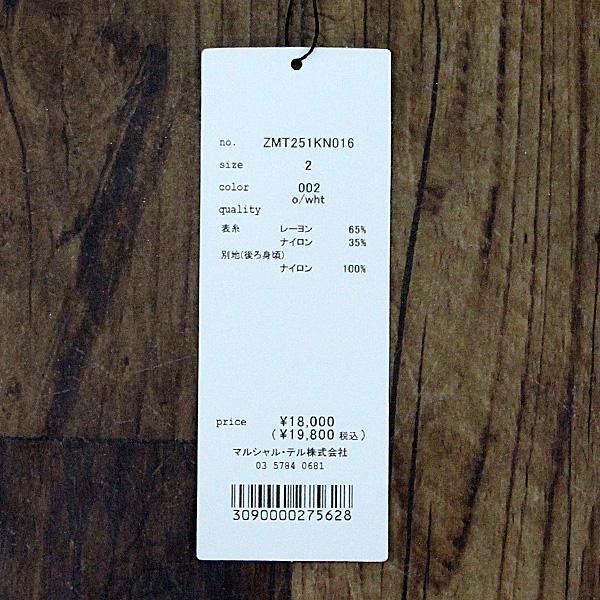 no. ZMT251KN016
size 2
color 002
o/wht
quality
表糸 レーヨン 65%
ナイロン 35%
別地(後ろ身頃)
ナイロン 100%
price ¥18,000
(¥19,800 税込)
マルシャル・テル株式会社
03 5784 0681
3090000275628